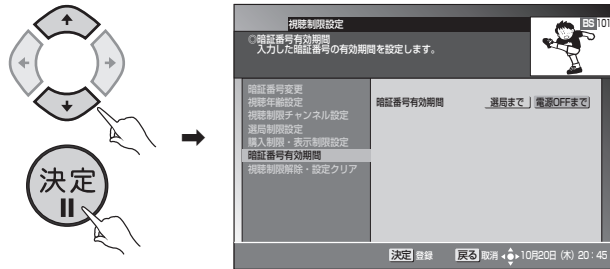 決定
視聴制限設定
BS 101
◎暗証番号有効期間
入力した暗証番号の有効期間を設定します。
暗証番号変更
視聴年齢設定
視聴制限チャンネル設定
選局制限設定
購入制限・表示制限設定
暗証番号有効期間
視聴制限解除・設定クリア
暗証番号有効期間 選局まで 電源OFFまで
決定 登録 戻る 取消 10月20日 (木) 20:45